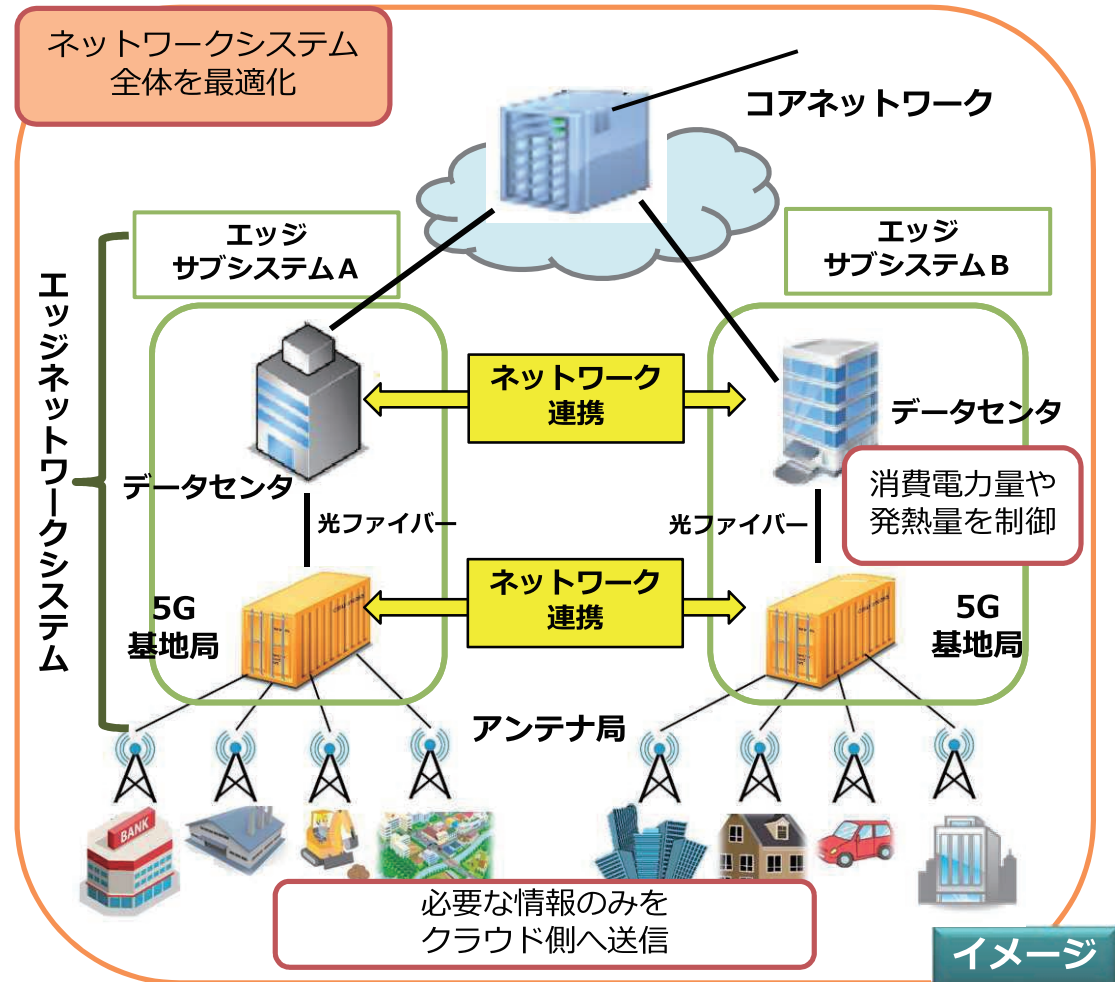 ネットワークシステム
全体を最適化
コアネットワーク
エッジ
サブシステムA
エッジ
サブシステムB
エッジネットワークシステム
ネットワーク
連携
データセンタ
データセンタ
消費電力量や
発熱量を制御
光ファイバー
光ファイバー
ネットワーク
連携
5G
基地局
5G
基地局
アンテナ局
BANK
必要な情報のみを
クラウド側へ送信
イメージ